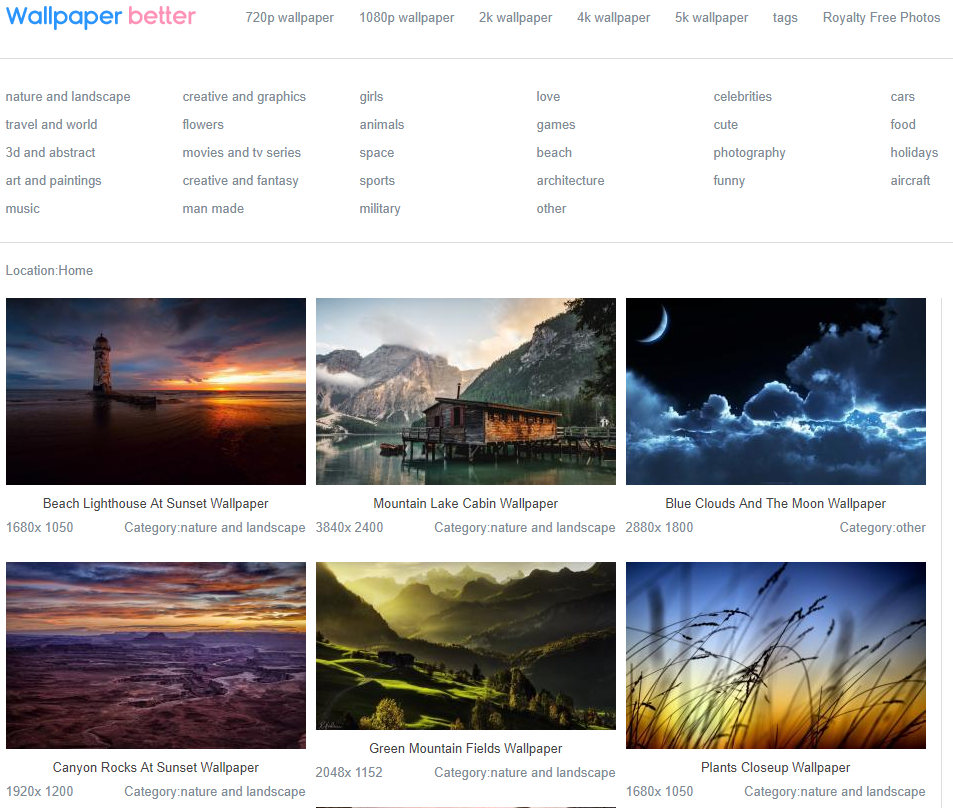 Wallpaper better
720p wallpaper 1080p wallpaper 2k wallpaper 4k wallpaper 5k wallpaper tags Royalty Free Photos
nature and landscape creative and graphics girls love celebrities cars
travel and world flowers animals games cute food
3d and abstract movies and tv series space beach photography holidays
art and paintings creative and fantasy sports architecture funny aircraft
music man made military other
Location:Home
Beach Lighthouse At Sunset Wallpaper Mountain Lake Cabin Wallpaper Blue Clouds And The Moon Wallpaper
1680x 1050 Category:nature and landscape 3840x 2400 Category:nature and landscape 2880x 1800 Category:other
Green Mountain Fields Wallpaper
Canyon Rocks At Sunset Wallpaper Plants Closeup Wallpaper
2048x 1152 Category:nature and landscape
1920x 1200 Category:nature and landscape 1680x 1050 Category:nature and landscape